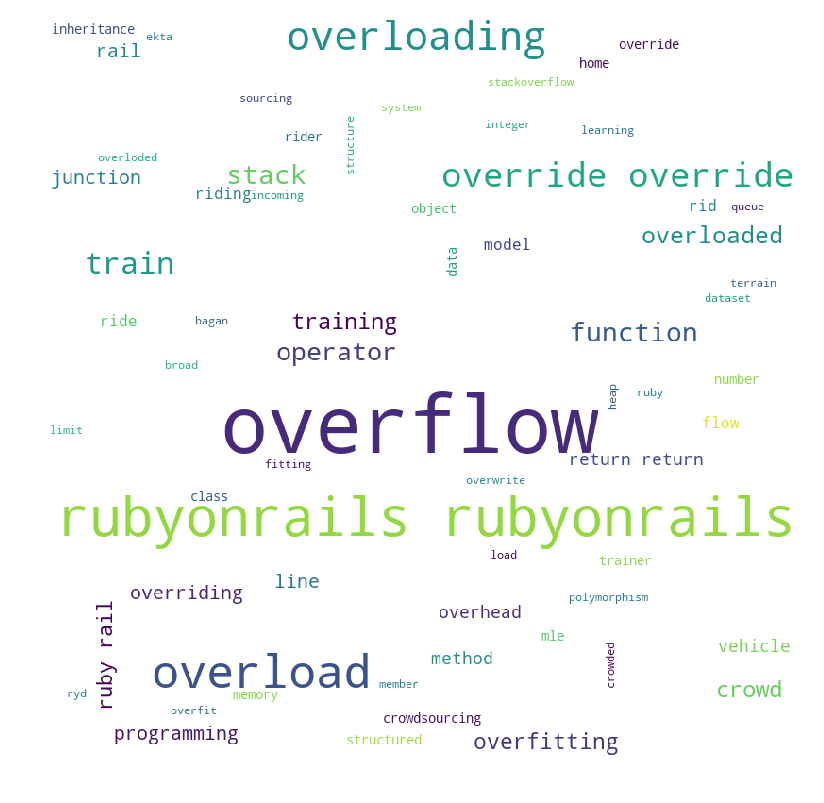 inheritance
ekta
overloading
override
rail
home
stackoverflow
sourcing
system
structure
integer
learning
rider
overloded
junction
stack
override override
riding
incoming
object
rid
queue
model
overloaded
data
train
terrain
dataset
ride
bagan
training
function
operator
broad
number
heap
ruby
overflow
flow
limit
fitting
return return
overwrite
class
rubyonrails rubyonrails
load
trainer
line
overriding
polymorphism
overhead
ruby rail
mle
crowded
vehicle
method
overload
member
crowd
ryd
memory
overfit
crowdsourcing
programming
structured
overfitting